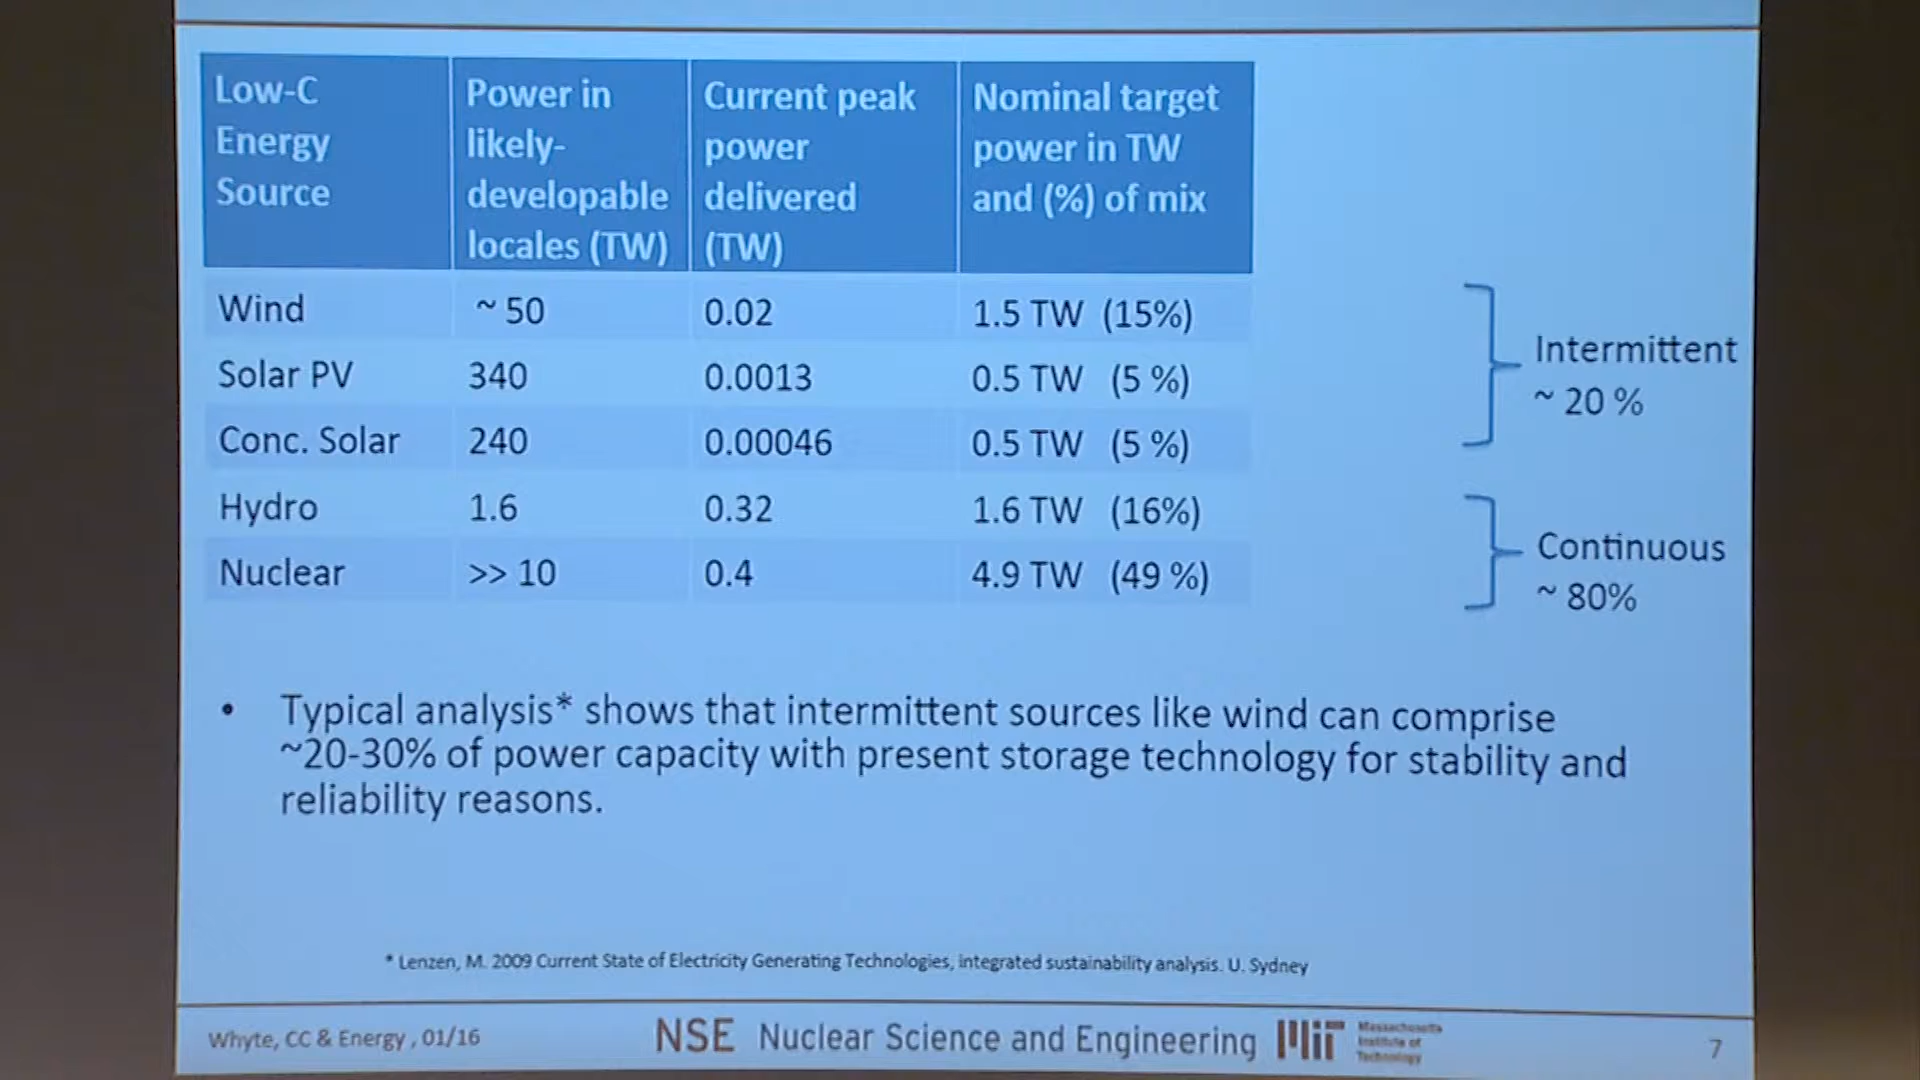 Low-C Energy Source
Power in likely-developable locales (TW)
Current peak power delivered (TW)
Nominal target power in TW and (%) of mix
Wind ~ 50 0.02 1.5 TW (15%)
Solar PV 340 0.0013 0.5 TW (5 %)
Conc. Solar 240 0.00046 0.5 TW (5 %)
Hydro 1.6 0.32 1.6 TW (16%)
Nuclear >> 10 0.4 4.9 TW (49 %)
Intermittent
~ 20 %
Continuous
~ 80%
• Typical analysis* shows that intermittent sources like wind can comprise
~20-30% of power capacity with present storage technology for stability and
reliability reasons.
* Lenzen, M. 2009 Current State of Electricity Generating Technologies, integrated sustainability analysis. U. Sydney
Whyte, CC & Energy , 01/16
NSE Nuclear Science and Engineering
MIT
Massachusetts
Institute of
Technology
7